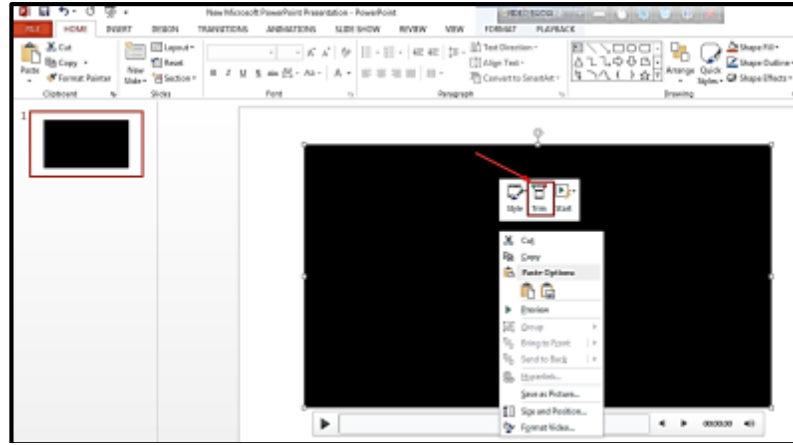 New Microsoft PowerPoint Presentation - PowerPoint
VIDEO TOOLS
FILE HOME INSERT DESIGN TRANSITIONS ANIMATIONS SLIDE SHOW REVIEW VIEW FORMAT PLAYBACK
Paste
Cut
Copy
Format Painter
Clipboard
New Slide
Layout
Reset
Section
Slides
B I U S abc AV Aa A
Font
Text Direction
Align Text
Convert to SmartArt
Paragraph
Arrange
Quick Styles
Shape Fill
Shape Outline
Shape Effects
Drawing
1
Style Trim Start
Cut
Copy
Paste Options
Preview
Group
Bring to Front
Send to Back
Hyperlink...
Save as Picture...
Size and Position...
Format Video...
00:00.00